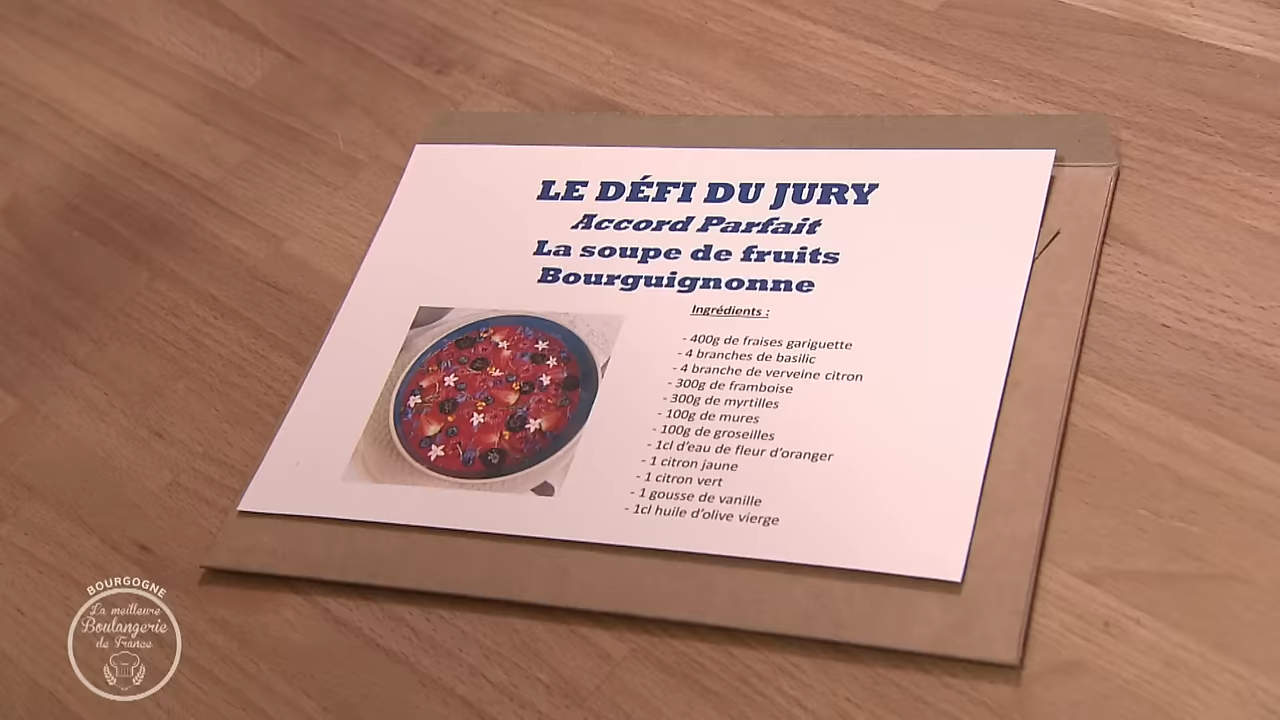 LE DÉFI DU JURY
Accord Parfait
La soupe de fruits
Bourguignonne
Ingrédients :
- 400g de fraises gariguette
- 4 branches de basilic
- 4 branche de verveine citron
- 300g de framboise
- 300g de myrtilles
- 100g de mures
- 100g de groseilles
- 1cl d'eau de fleur d'oranger
- 1 citron jaune
- 1 citron vert
- 1 gousse de vanille
- 1cl huile d'olive vierge
BOURGOGNE
La meilleure
Boulangerie
de France